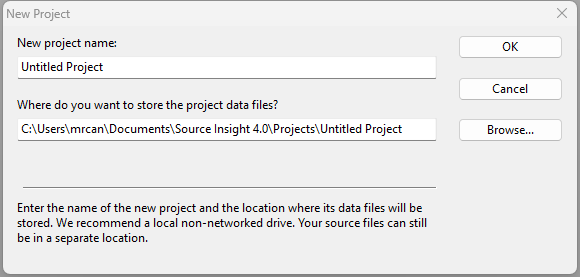 New Project
New project name:
OK
Untitled Project
Cancel
Where do you want to store the project data files?
C:\Users\mrcan\Documents\Source Insight 4.0\Projects\Untitled Project
Browse...
Enter the name of the new project and the location where its data files will be
stored. We recommend a local non-networked drive. Your source files can still
be in a separate location.